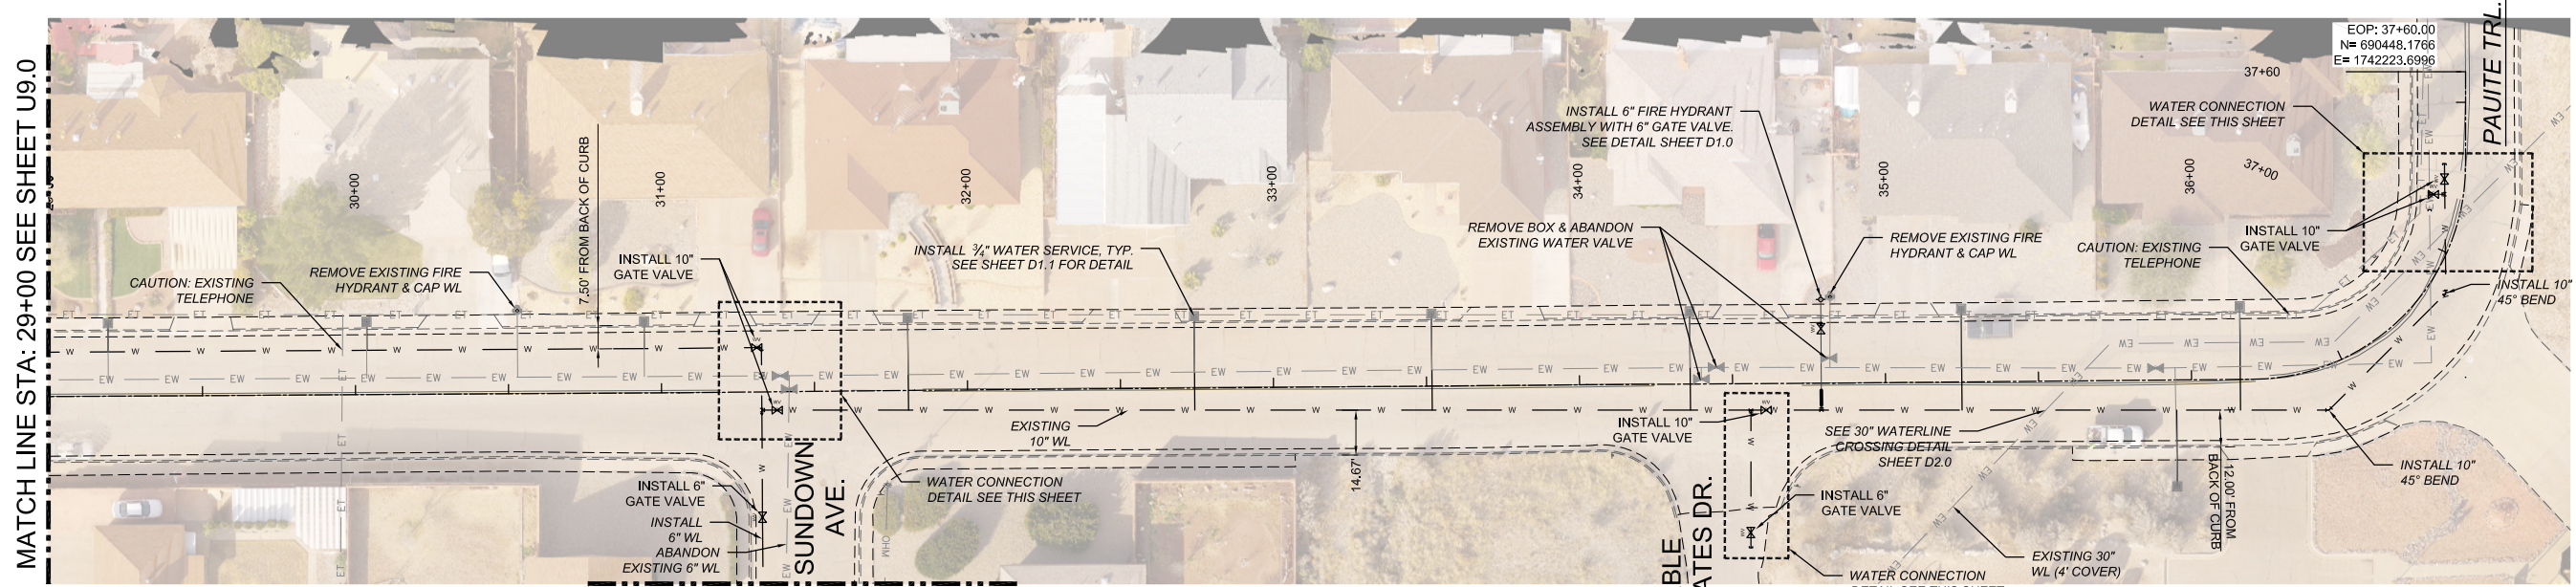 MATCH LINE STA: 29+00 SEE SHEET U9.0
30+00
31+00
32+00
33+00
34+00
35+00
36+00
37+00
37+60
EOP: 37+60.00
N= 690448.1766
E= 1742223.6996
PAUITE TRL.
CAUTION: EXISTING
TELEPHONE
REMOVE EXISTING FIRE
HYDRANT & CAP WL
7.50' FROM BACK OF CURB
INSTALL 10"
GATE VALVE
INSTALL ¾" WATER SERVICE, TYP.
SEE SHEET D1.1 FOR DETAIL
REMOVE BOX & ABANDON
EXISTING WATER VALVE
INSTALL 6" FIRE HYDRANT
ASSEMBLY WITH 6" GATE VALVE.
SEE DETAIL SHEET D1.0
REMOVE EXISTING FIRE
HYDRANT & CAP WL
CAUTION: EXISTING
TELEPHONE
WATER CONNECTION
DETAIL SEE THIS SHEET
INSTALL 10"
GATE VALVE
INSTALL 10"
45° BEND
EXISTING
10" WL
14.67'
INSTALL 10"
GATE VALVE
SEE 30" WATERLINE
CROSSING DETAIL
SHEET D2.0
12.00' FROM
BACK OF CURB
INSTALL 10"
45° BEND
INSTALL 6"
GATE VALVE
INSTALL
6" WL
ABANDON
EXISTING 6" WL
SUNDOWN
AVE.
WATER CONNECTION
DETAIL SEE THIS SHEET
INSTALL 6"
GATE VALVE
EXISTING 30"
WL (4' COVER)
WATER CONNECTION
DETAIL SEE THIS SHEET
BLE
ATES DR.
OHW